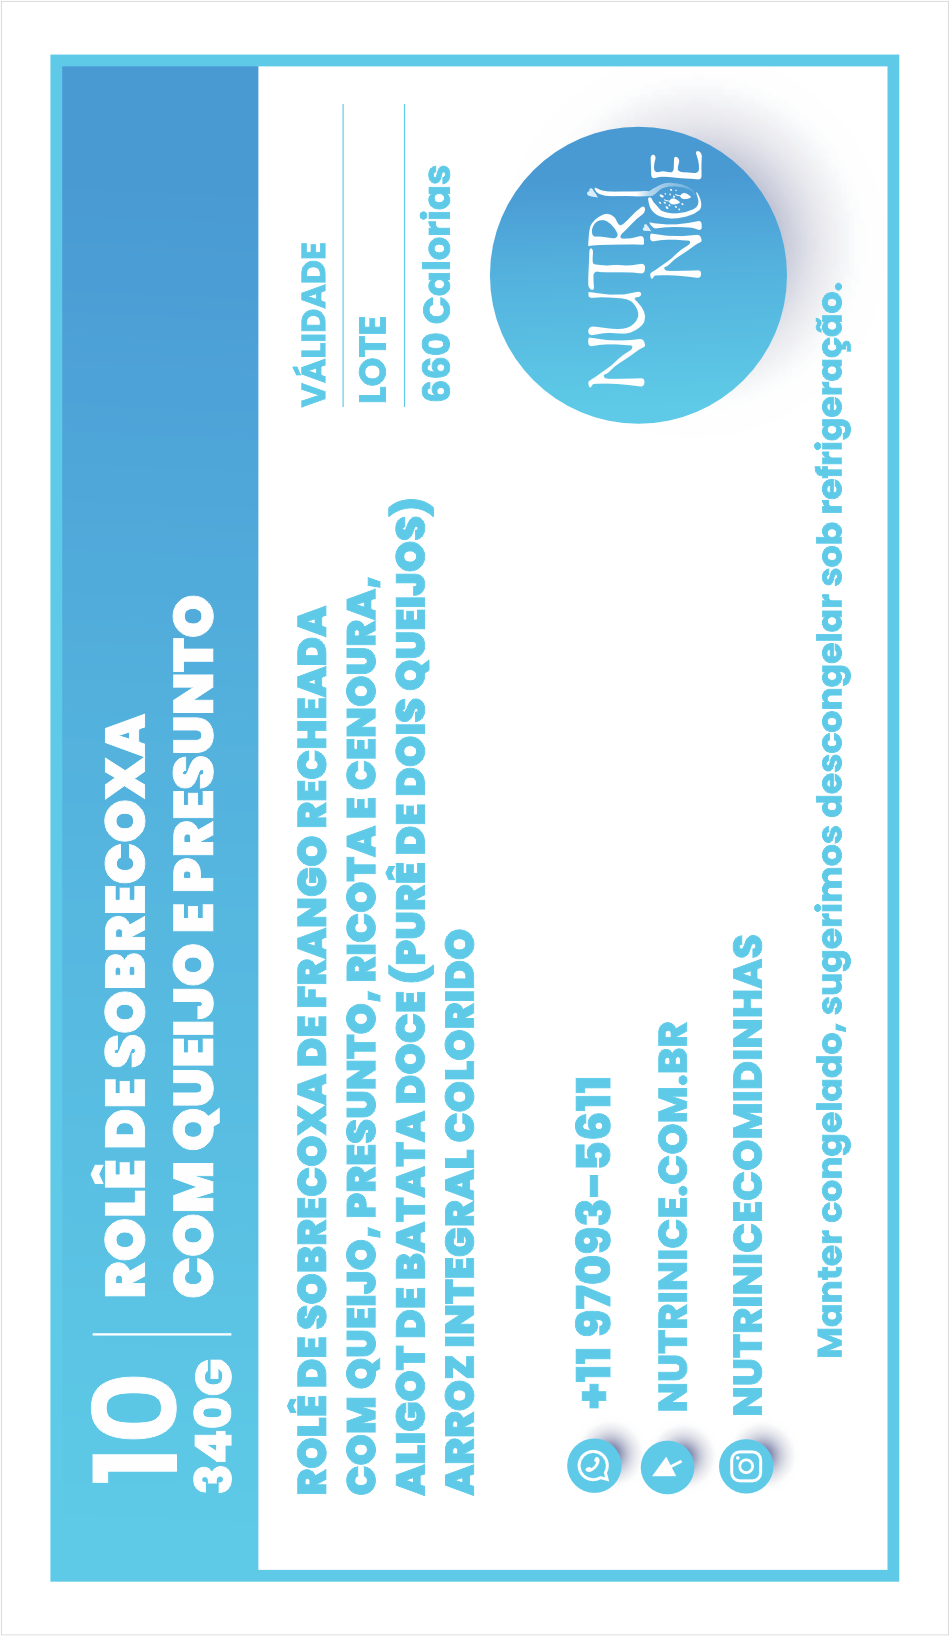 10
340G
ROLÊ DE SOBRECOXA
COM QUEIJO E PRESUNTO
ROLÊ DE SOBRECOXA DE FRANGO RECHEADA
COM QUEIJO, PRESUNTO, RICOTA E CENOURA,
ALIGOT DE BATATA DOCE (PURÊ DE DOIS QUEIJOS)
ARROZ INTEGRAL COLORIDO
VÁLIDADE
LOTE
660 Calorias
+11 97093-5611
NUTRINICE.COM.BR
NUTRINICECOMIDINHAS
NUTRI
NICE
Manter congelado, sugerimos descongelar sob refrigeração.